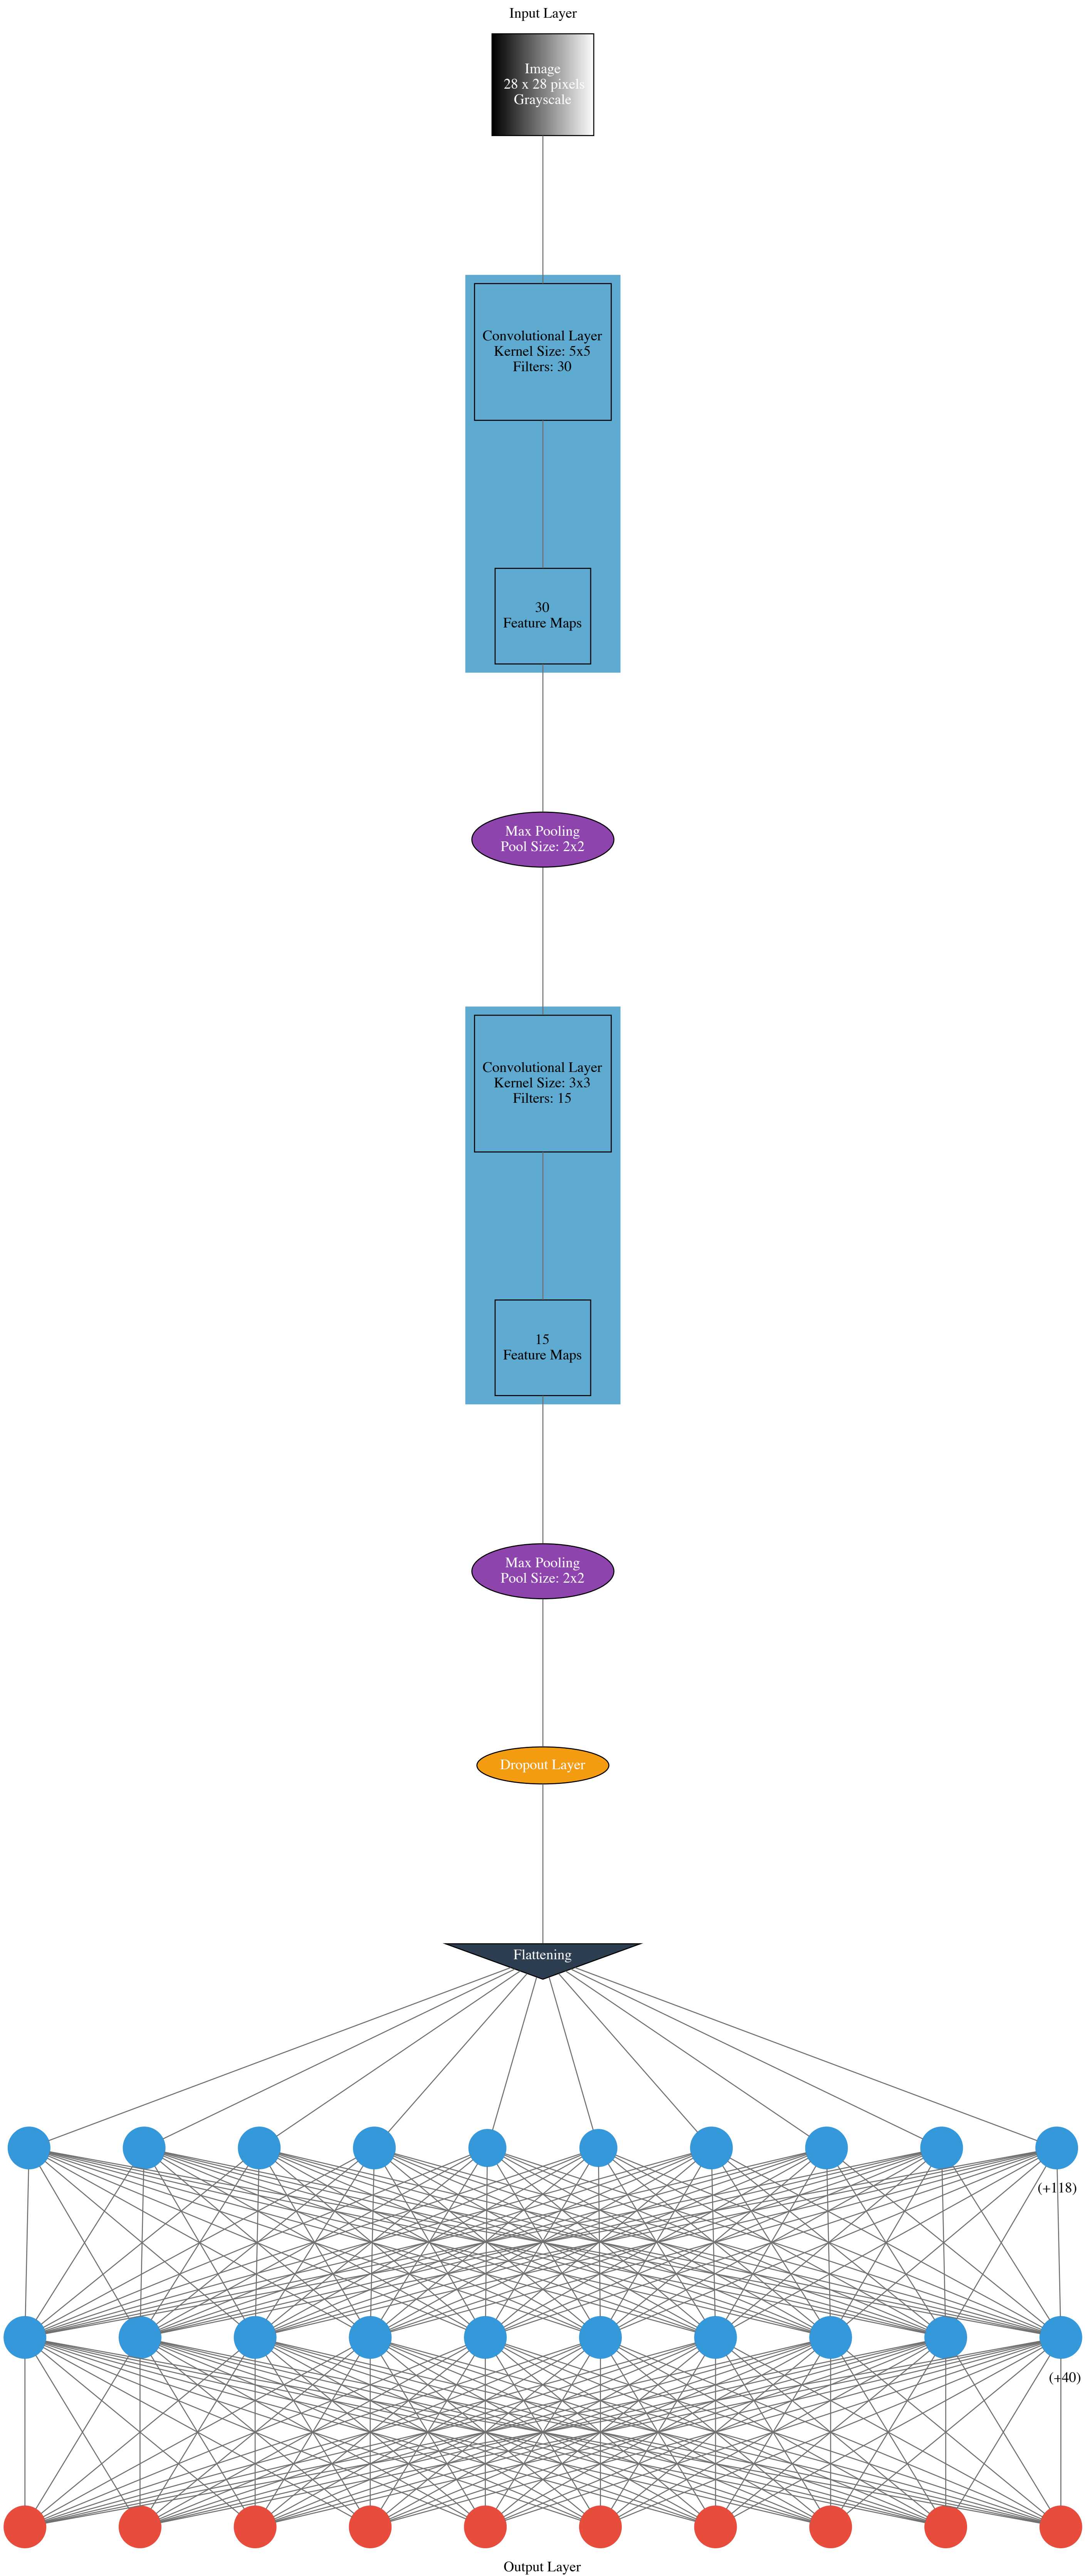 Input Layer
Image
28 x 28 pixels
Grayscale
Convolutional Layer
Kernel Size: 5x5
Filters: 30
30
Feature Maps
Max Pooling
Pool Size: 2x2
Convolutional Layer
Kernel Size: 3x3
Filters: 15
15
Feature Maps
Max Pooling
Pool Size: 2x2
Dropout Layer
Flattening
(+118)
(+40)
Output Layer